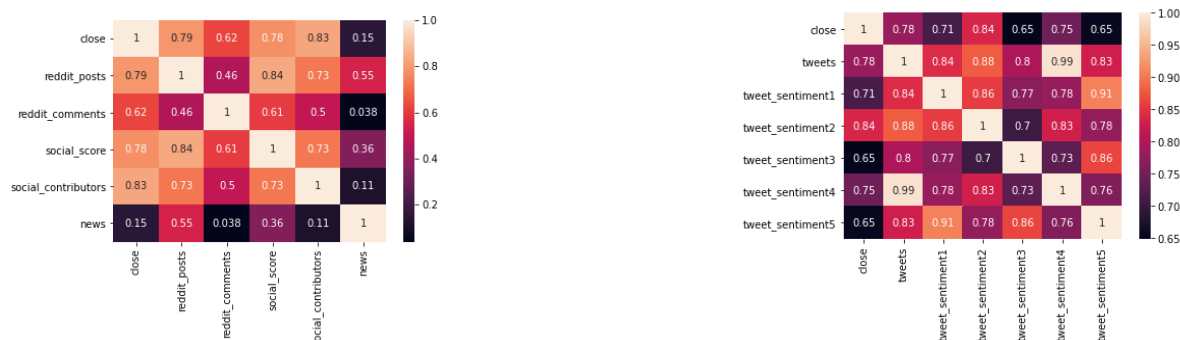 close 1 0.79 0.62 0.78 0.83 0.15
reddit_posts 0.79 1 0.46 0.84 0.73 0.55
reddit_comments 0.62 0.46 1 0.61 0.5 0.038
social_score 0.78 0.84 0.61 1 0.73 0.36
social_contributors 0.83 0.73 0.5 0.73 1 0.11
news 0.15 0.55 0.038 0.36 0.11 1
close reddit_posts reddit_comments social_score ocial_contributors news
1.0
0.8
0.6
0.4
0.2
close 1 0.78 0.71 0.84 0.65 0.75 0.65
tweets 0.78 1 0.84 0.88 0.8 0.99 0.83
tweet_sentiment1 0.71 0.84 1 0.86 0.77 0.78 0.91
tweet_sentiment2 0.84 0.88 0.86 1 0.7 0.83 0.78
tweet_sentiment3 0.65 0.8 0.77 0.7 1 0.73 0.86
tweet_sentiment4 0.75 0.99 0.78 0.83 0.73 1 0.76
tweet_sentiment5 0.65 0.83 0.91 0.78 0.86 0.76 1
close tweets tweet_sentiment1 tweet_sentiment2 tweet_sentiment3 tweet_sentiment4 tweet_sentiment5
1.00
0.95
0.90
0.85
0.80
0.75
0.70
0.65